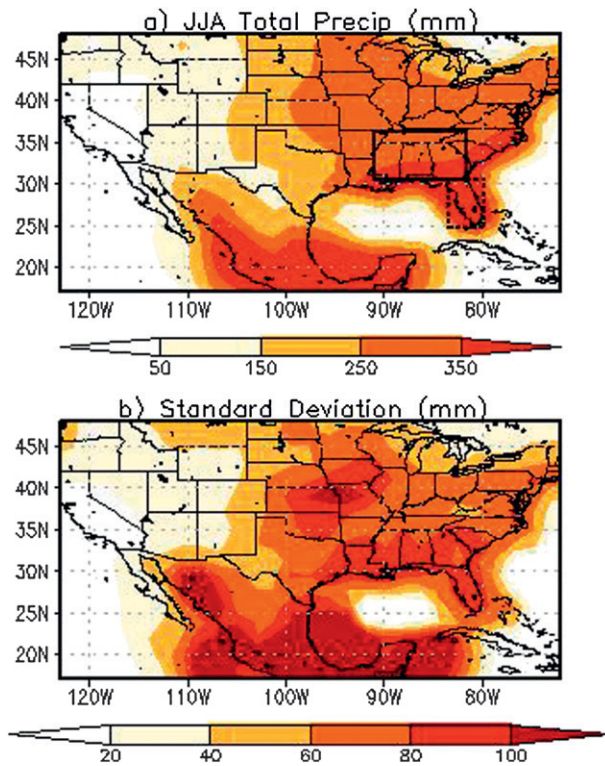 a) JJA Total Precip (mm)
45N
40N
35N
30N
25N
20N
120W 110W 100W 90W 80W
50 150 250 350
b) Standard Deviation (mm)
45N
40N
35N
30N
25N
20N
120W 110W 100W 90W 80W
20 40 60 80 100